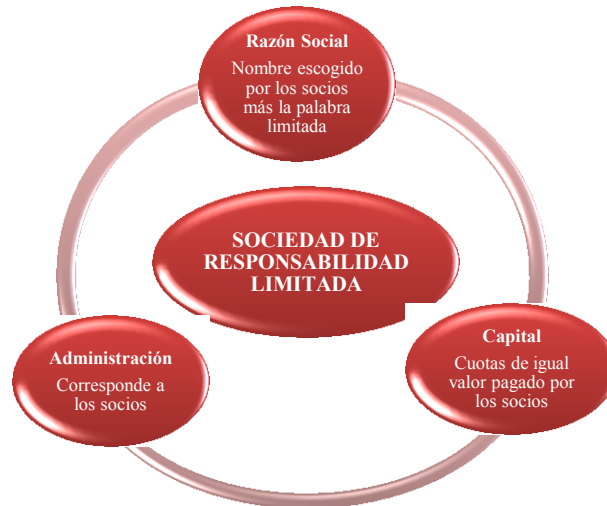 Razón Social
Nombre escogido
por los socios
más la palabra
limitada
SOCIEDAD DE
RESPONSABILIDAD
LIMITADA
Administración
Corresponde a
los socios
Capital
Cuotas de igual
valor pagado por
los socios